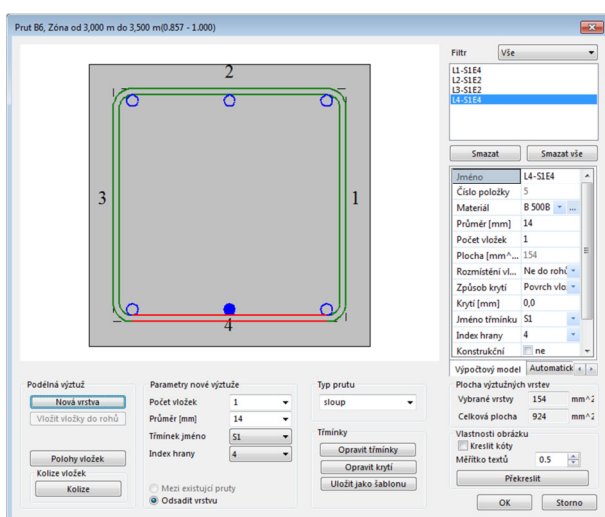 Prut B6, Zóna od 3,000 m do 3,500 m(0.857 - 1.000)
2
3
1
4
Filtr Vše
L1-S1E4
L2-S1E2
L3-S1E2
L4-S1E4
Smazat Smazat vše
Jméno L4-S1E4
Číslo položky 5
Materiál B 500B ...
Průměr [mm] 14
Počet vložek 1
Plocha [mm^... 154
Rozmístění vl... Ne do rohů
Způsob krytí Povrch vlo
Krytí [mm] 0,0
Jméno třmínku S1
Index hrany 4
Konstrukční ne
Výpočtový model Automatick
Podélná výztuž
Nová vrstva
Vložit vložky do rohů
Polohy vložek
Kolize vložek
Kolize
Parametry nové výztuže
Počet vložek 1
Průměr [mm] 14
Třmínek jméno S1
Index hrany 4
Mezi existující pruty
Odsadit vrstvu
Typ prutu
sloup
Třmínky
Opravit třmínky
Opravit krytí
Uložit jako šablonu
Plocha výztužných vrstev
Vybrané vrstvy 154 mm^2
Celková plocha 924 mm^2
Vlastnosti obrázku
Kreslit kóty
Měřítko textů 0.5
Překreslit
OK Storno